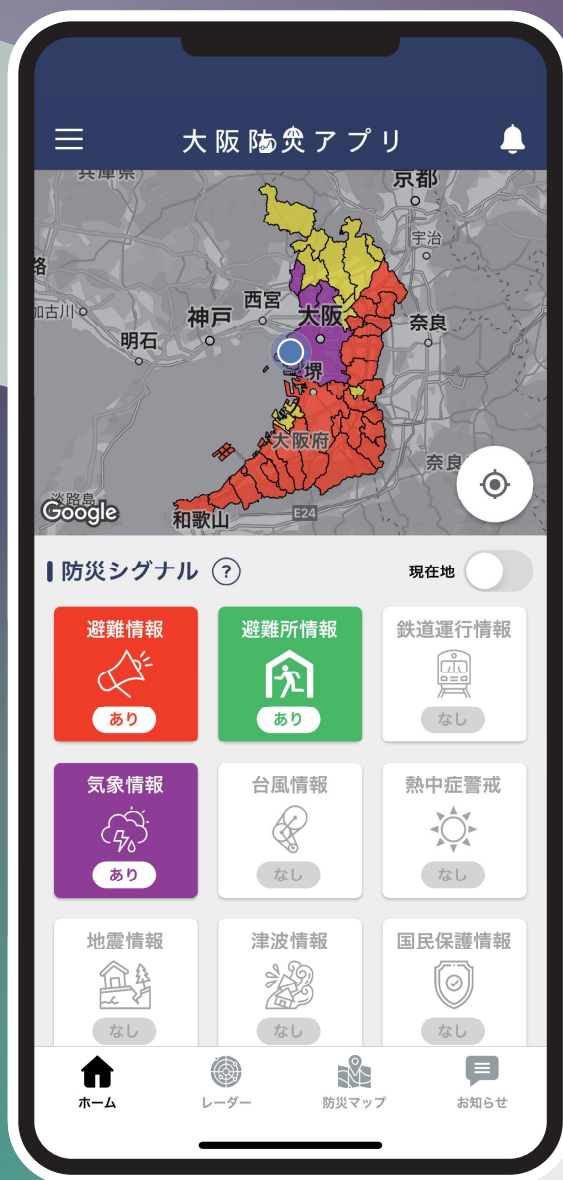 大阪防災アプリ
兵庫県
京都
宇治
加古川
神戸
西宮
大阪
奈良
明石
堺
大阪府
奈良
淡路島
Google
和歌山
E24
防災シグナル ?
現在地
避難情報 避難所情報 鉄道運行情報
あり あり なし
気象情報 台風情報 熱中症警戒
あり なし なし
地震情報 津波情報 国民保護情報
なし なし なし
ホーム レーダー 防災マップ お知らせ